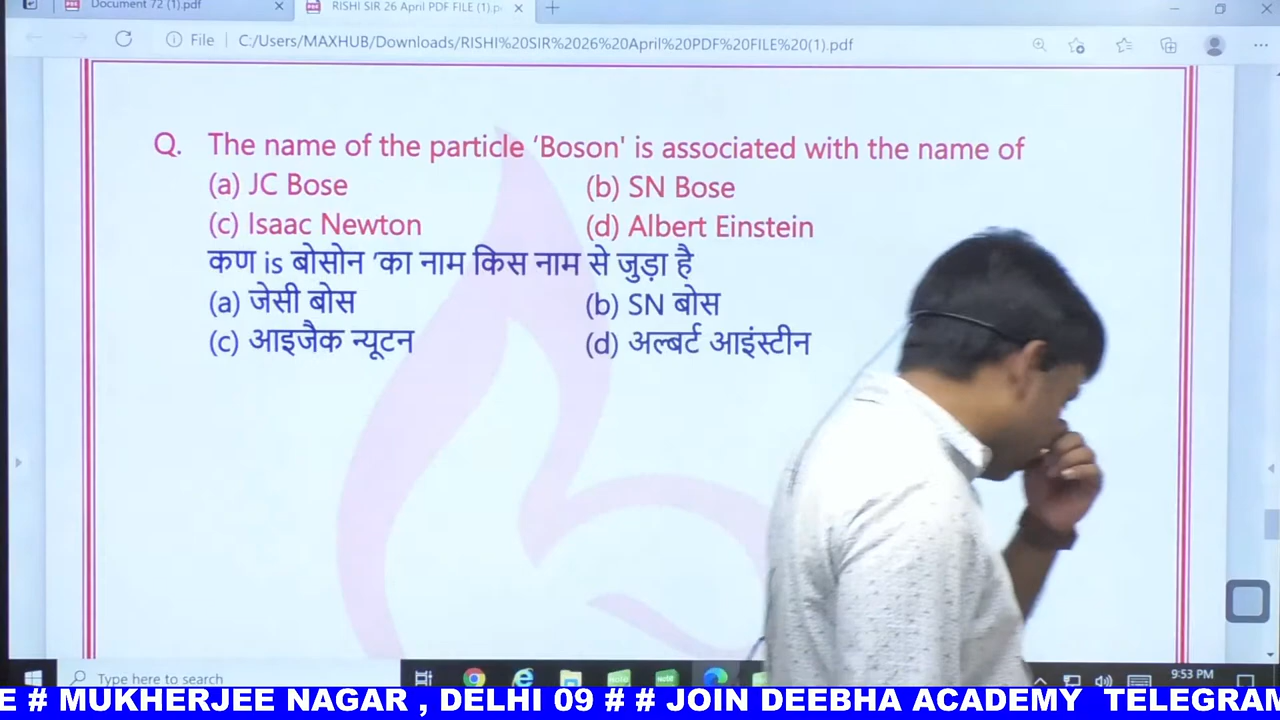 Document 72 (1).pdf
RISHI SIR 26 April PDF FILE (1).p
File | C:/Users/MAXHUB/Downloads/RISHI%20SIR%2026%20April%20PDF%20FILE%20(1).pdf
Q. The name of the particle ‘Boson' is associated with the name of
(a) JC Bose (b) SN Bose
(c) Isaac Newton (d) Albert Einstein
कण is बोसोन ‘का नाम किस नाम से जुड़ा है
(a) जेसी बोस (b) SN बोस
(c) आइजैक न्यूटन (d) अल्बर्ट आइंस्टीन
Type here to search
9:53 PM
E # MUKHERJEE NAGAR , DELHI 09 # # JOIN DEEBHA ACADEMY TELEGRAM